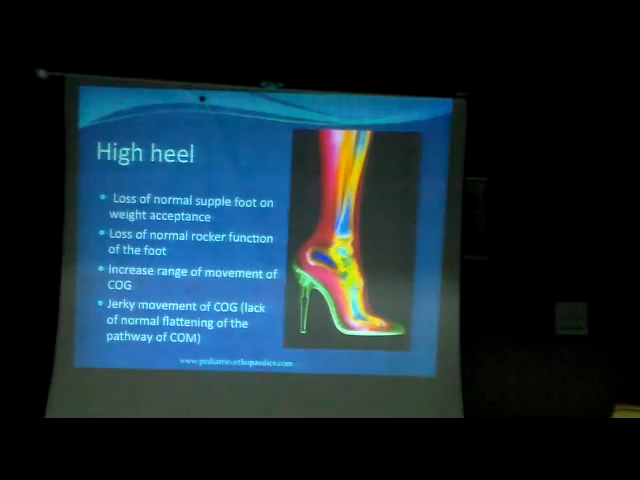 High heel
• Loss of normal supple foot on
weight acceptance
• Loss of normal rocker function
of the foot
• Increase range of movement of
COG
• Jerky movement of COG (lack
of normal flattening of the
pathway of COM)
www.pediatricorthopaedics.com